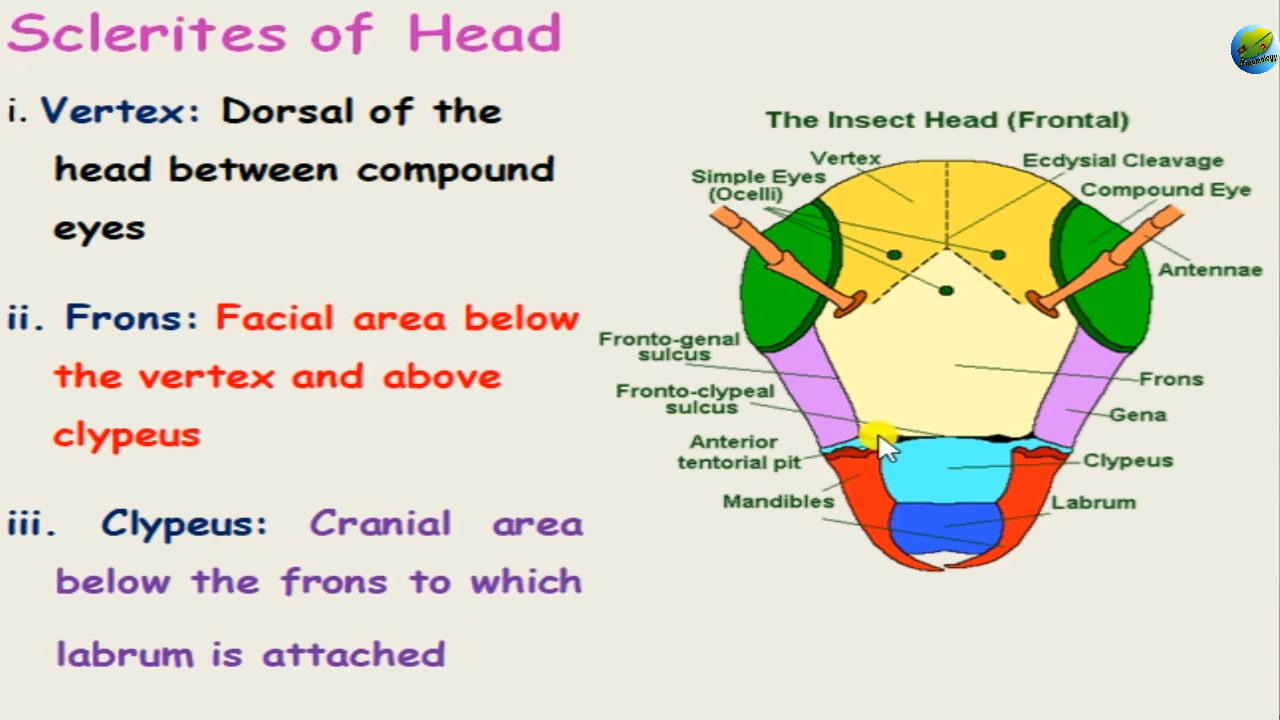 Sclerites of Head
i. Vertex: Dorsal of the
head between compound
eyes
ii. Frons: Facial area below
the vertex and above
clypeus
iii. Clypeus: Cranial area
below the frons to which
labrum is attached
The Insect Head (Frontal)
Vertex
Simple Eyes
(Ocelli)
Ecdysial Cleavage
Compound Eye
Antennae
Fronto-genal
sulcus
Fronto-clypeal
sulcus
Anterior
tentorial pit
Mandibles
Frons
Gena
Clypeus
Labrum